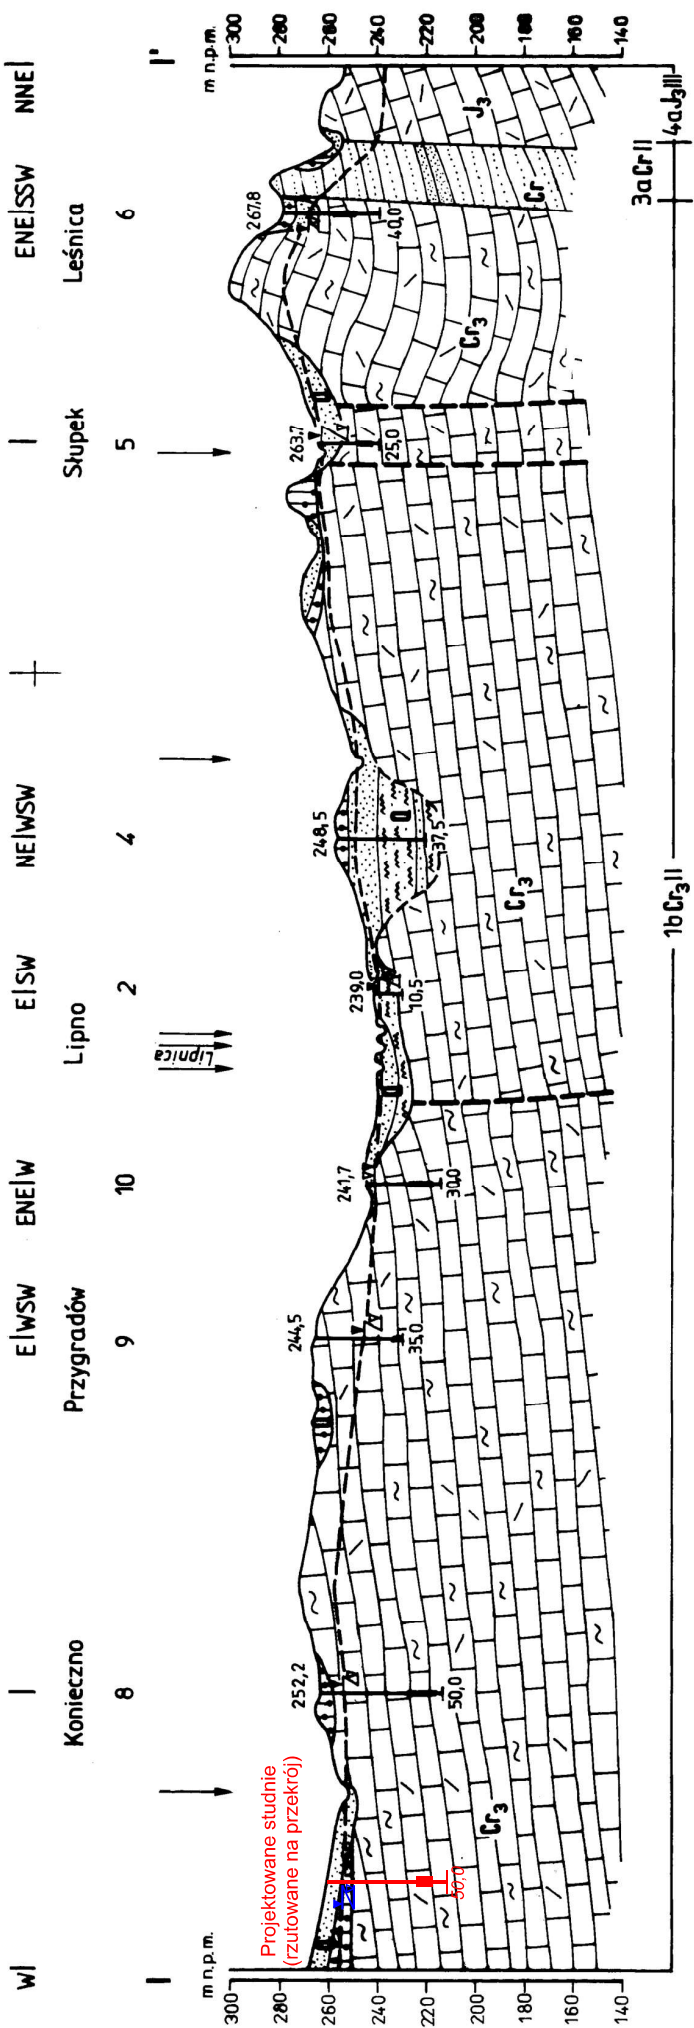 W | E|WSW ENE|W E|SW NE|WSW | ENE|SSW NNE|
Konieczno Przygradów Lipno Słupek Leśnica
8 9 10 2 4 5 6
I I'
Lipnica
m n.p.m. m n.p.m.
300 300
280 280
260 260
240 240
220 220
200 200
180 180
160 160
140 140
Projektowane studnie
(rzutowane na przekrój)
50,0
252,2
50,0
244,5
35,0
241,7
30,0
239,0
10,5
248,5
37,5
263,7
25,0
267,8
40,0
Q
Cr₃ Cr₃ Cr₃ Cr J₃
1bCr₃II 3aCrII 4aJ₃III